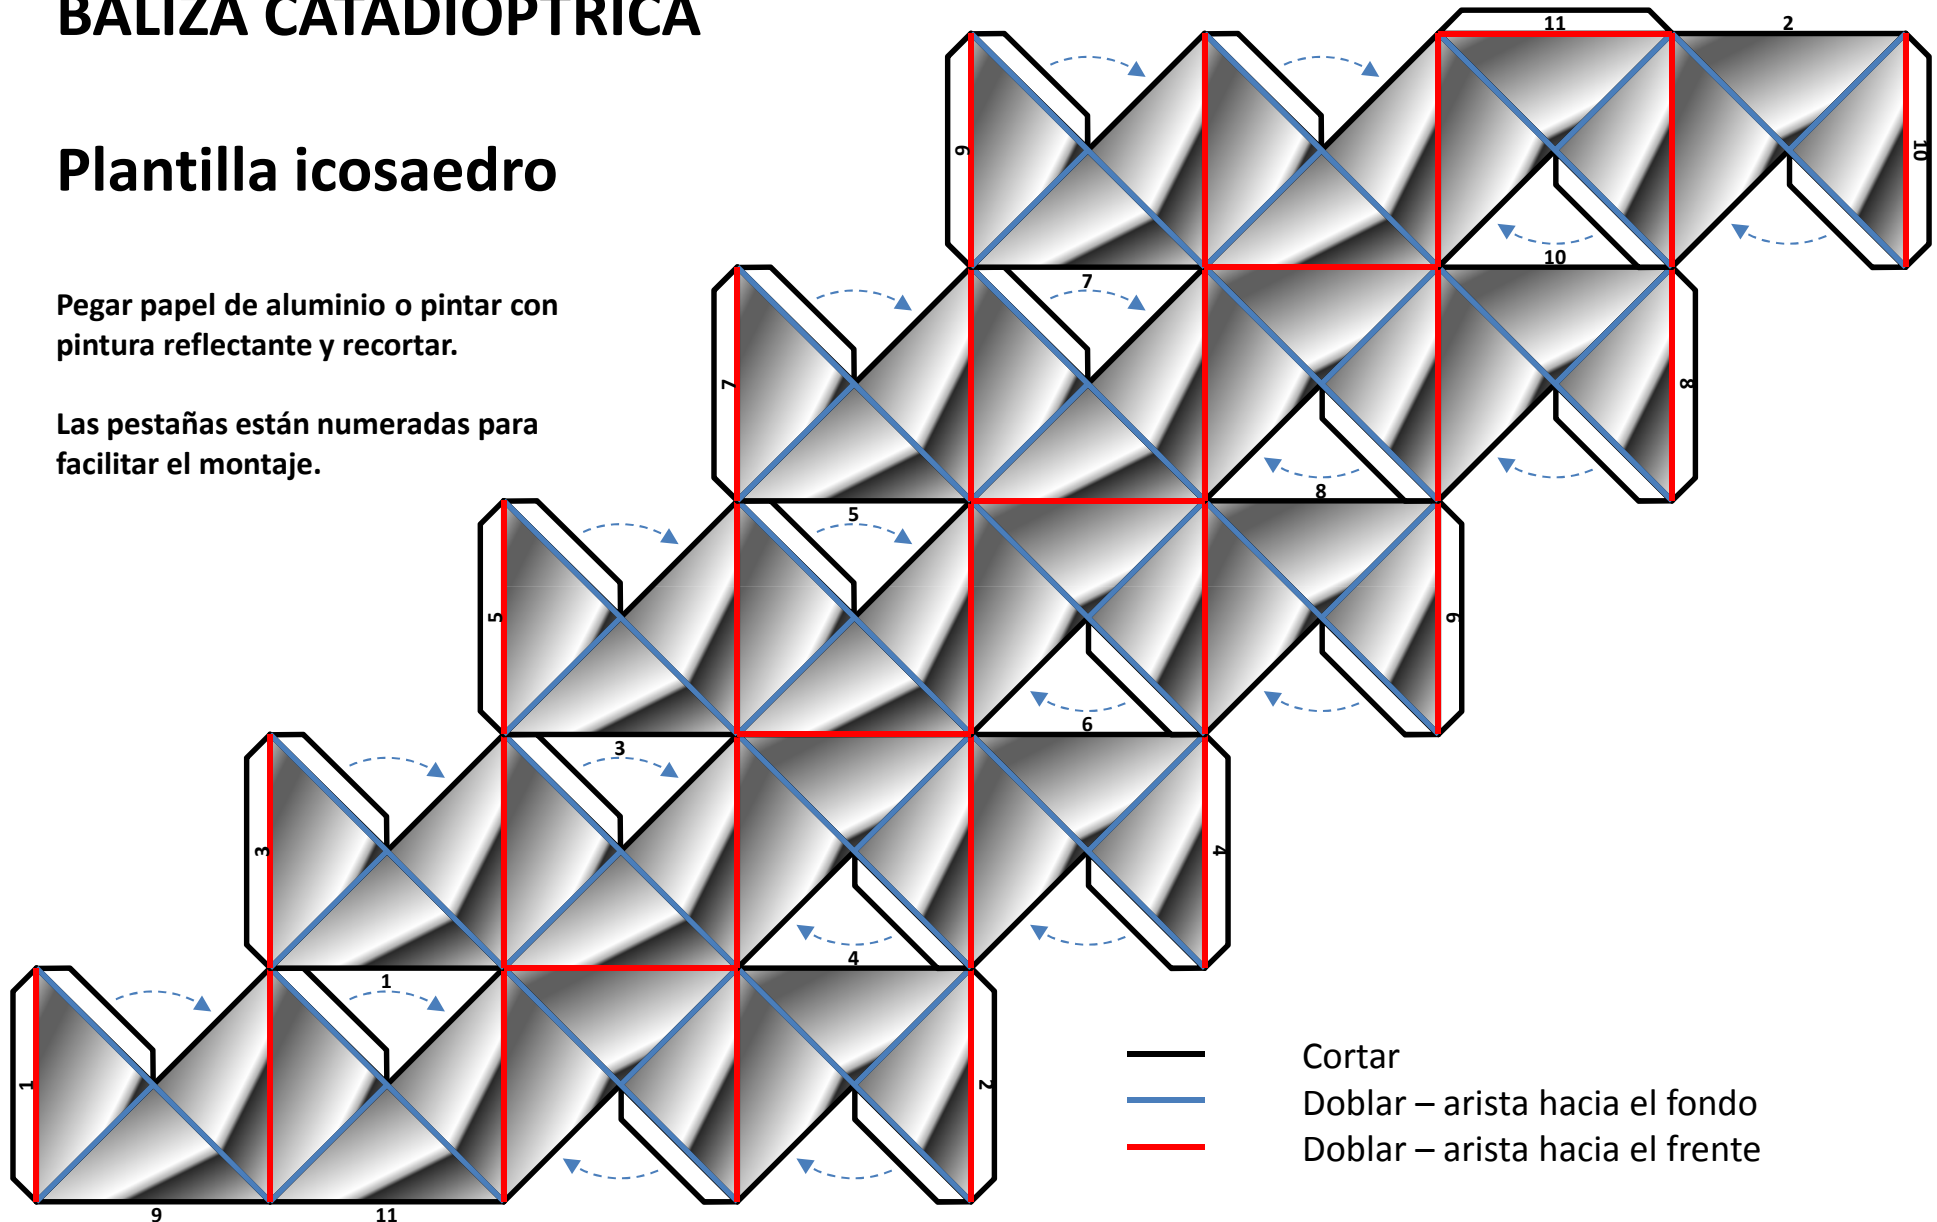 BALIZA CATADIOPTRICA
Plantilla icosaedro
Pegar papel de aluminio o pintar con
pintura reflectante y recortar.
Las pestañas están numeradas para
facilitar el montaje.
11
2
9
10
7
10
7
8
5
8
5
9
3
6
3
4
1
4
1
2
9
11
Cortar
Doblar – arista hacia el fondo
Doblar – arista hacia el frente